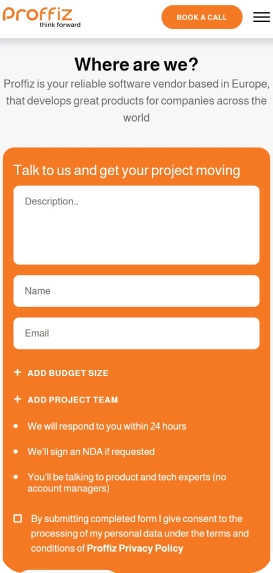 Proffiz
think forward
BOOK A CALL
Where are we?
Proffiz is your reliable software vendor based in Europe,
that develops great products for companies across the
world
Talk to us and get your project moving
Description..
Name
Email
+ ADD BUDGET SIZE
+ ADD PROJECT TEAM
• We will respond to you within 24 hours
• We'll sign an NDA if requested
• You'll be talking to product and tech experts (no
account managers)
By submitting completed form I give consent to the
processing of my personal data under the terms and
conditions of Proffiz Privacy Policy